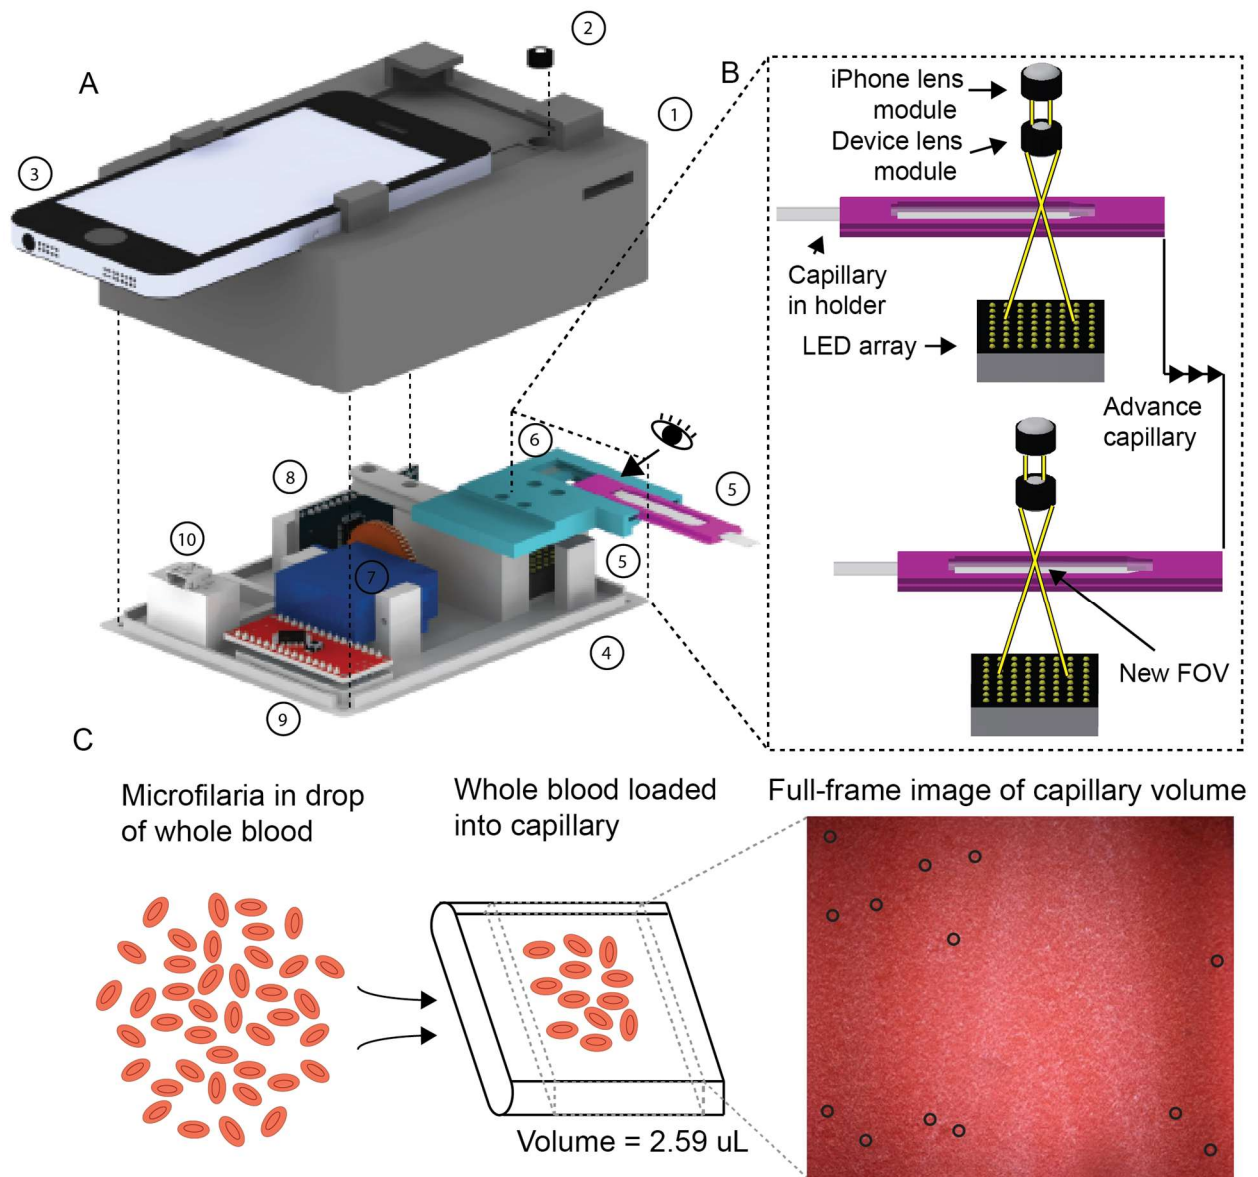 A
2
1
3
B
iPhone lens
module
Device lens
module
Capillary
in holder
LED array
Advance
capillary
New FOV
6
8
5
10
7
5
4
9
C
Microfilaria in drop
of whole blood
Whole blood loaded
into capillary
Full-frame image of capillary volume
Volume = 2.59 uL